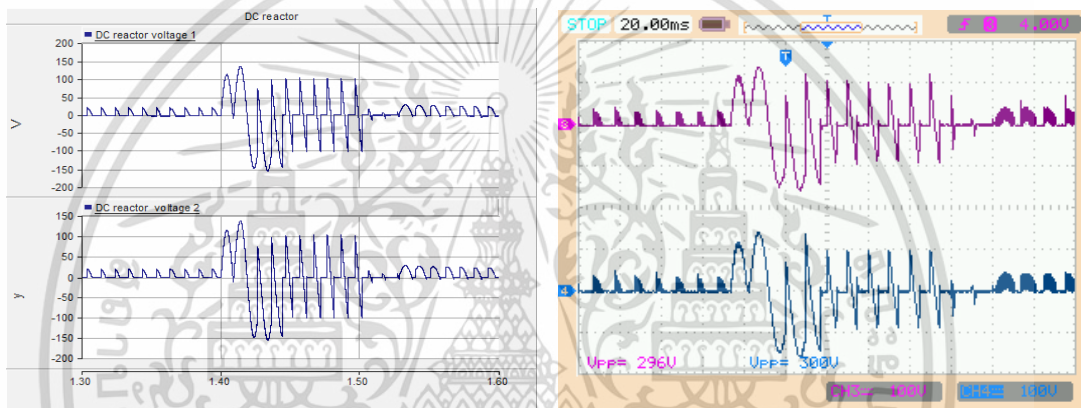 DC reactor
DC reactor voltage 1
200
150
100
50
0
-50
-100
-150
-200
V
DC reactor voltage 2
150
100
50
0
-50
-100
-150
-200
y
1.30 1.40 1.50 1.60
STOP 20.00ms T f 3 4.00V
T
3
4
Vpp= 296V Vpp= 300V
CH3 100V CH4 100V